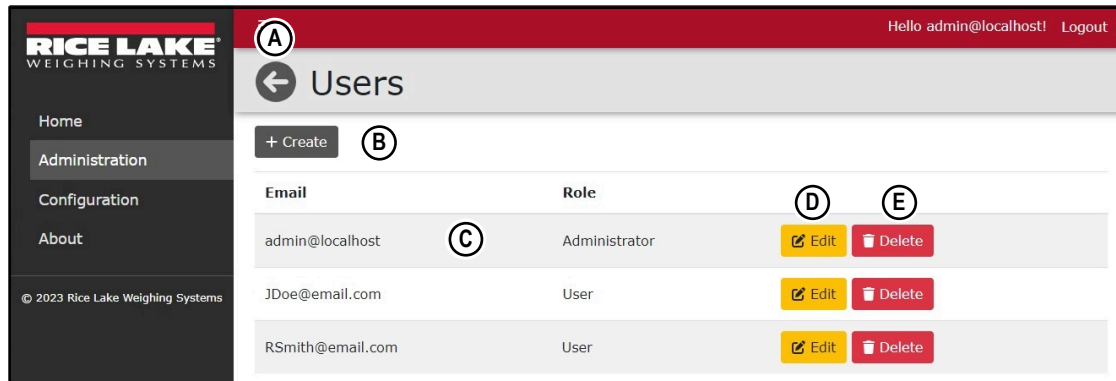 RICE LAKE
WEIGHING SYSTEMS
Home
Administration
Configuration
About
© 2023 Rice Lake Weighing Systems
Hello admin@localhost! Logout
A
Users
+ Create
B
Email Role
D E
admin@localhost C Administrator Edit Delete
JDoe@email.com User Edit Delete
RSmith@email.com User Edit Delete